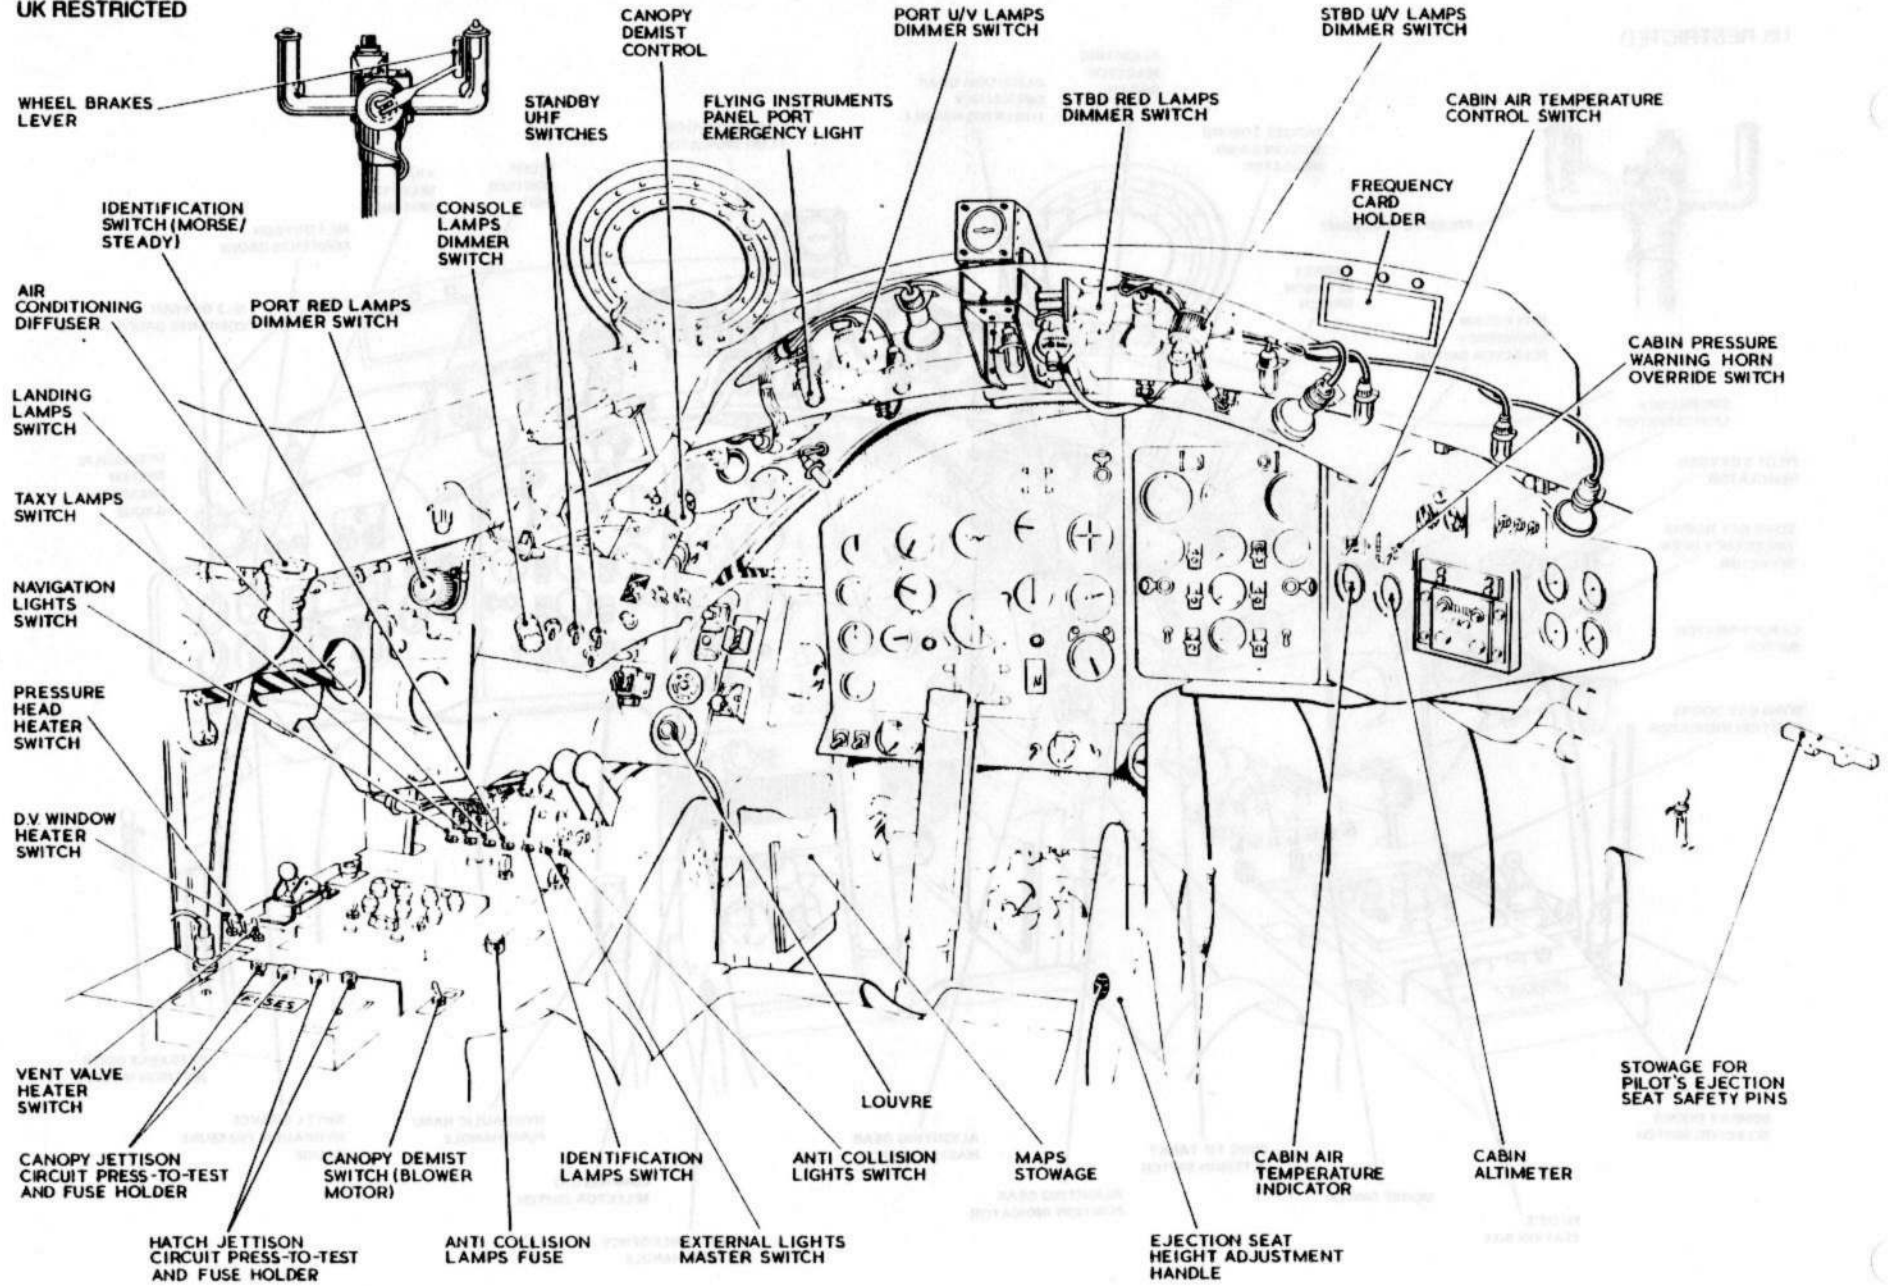 UK RESTRICTED
WHEEL BRAKES
LEVER
CANOPY
DEMIST
CONTROL
PORT U/V LAMPS
DIMMER SWITCH
STBD U/V LAMPS
DIMMER SWITCH
STANDBY
UHF
SWITCHES
FLYING INSTRUMENTS
PANEL PORT
EMERGENCY LIGHT
STBD RED LAMPS
DIMMER SWITCH
CABIN AIR TEMPERATURE
CONTROL SWITCH
IDENTIFICATION
SWITCH (MORSE/
STEADY)
CONSOLE
LAMPS
DIMMER
SWITCH
FREQUENCY
CARD
HOLDER
AIR
CONDITIONING
DIFFUSER
PORT RED LAMPS
DIMMER SWITCH
CABIN PRESSURE
WARNING HORN
OVERRIDE SWITCH
LANDING
LAMPS
SWITCH
TAXY LAMPS
SWITCH
NAVIGATION
LIGHTS
SWITCH
PRESSURE
HEAD
HEATER
SWITCH
D.V. WINDOW
HEATER
SWITCH
FUSES
VENT VALVE
HEATER
SWITCH
LOUVRE
STOWAGE FOR
PILOT'S EJECTION
SEAT SAFETY PINS
CANOPY JETTISON
CIRCUIT PRESS-TO-TEST
AND FUSE HOLDER
CANOPY DEMIST
SWITCH (BLOWER
MOTOR)
IDENTIFICATION
LAMPS SWITCH
ANTI COLLISION
LIGHTS SWITCH
MAPS
STOWAGE
CABIN AIR
TEMPERATURE
INDICATOR
CABIN
ALTIMETER
HATCH JETTISON
CIRCUIT PRESS-TO-TEST
AND FUSE HOLDER
ANTI COLLISION
LAMPS FUSE
EXTERNAL LIGHTS
MASTER SWITCH
EJECTION SEAT
HEIGHT ADJUSTMENT
HANDLE